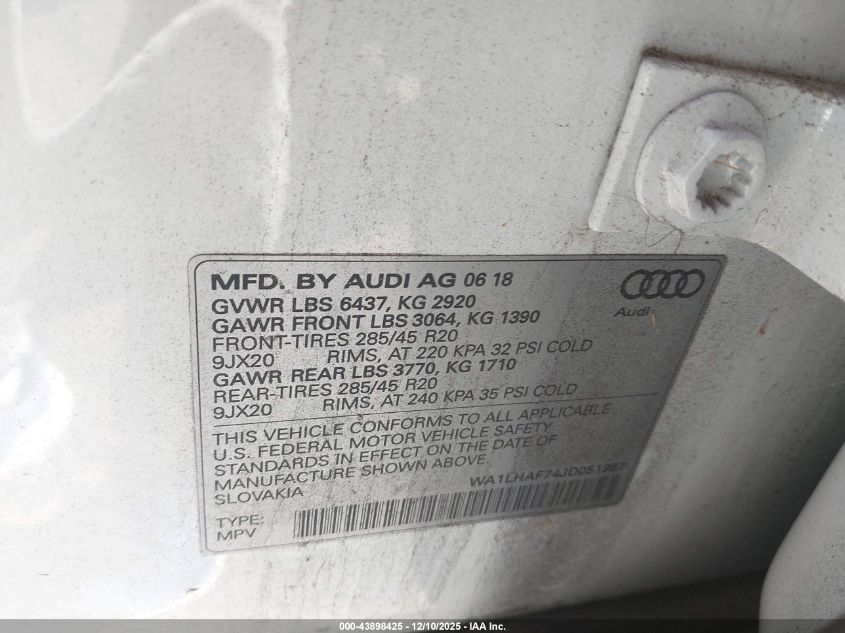 MFD. BY AUDI AG 06 18
GVWR LBS 6437, KG 2920
GAWR FRONT LBS 3064, KG 1390
FRONT-TIRES 285/45 R20
9JX20 RIMS, AT 220 KPA 32 PSI COLD
GAWR REAR LBS 3770, KG 1710
REAR-TIRES 285/45 R20
9JX20 RIMS, AT 240 KPA 35 PSI COLD
Audi
THIS VEHICLE CONFORMS TO ALL APPLICABLE
U.S. FEDERAL MOTOR VEHICLE SAFETY
STANDARDS IN EFFECT ON THE DATE OF
MANUFACTURE SHOWN ABOVE.
SLOVAKIA
WA1LHAF74JD051967
TYPE:
MPV
000-43898425 - 12/10/2025 - IAA Inc.